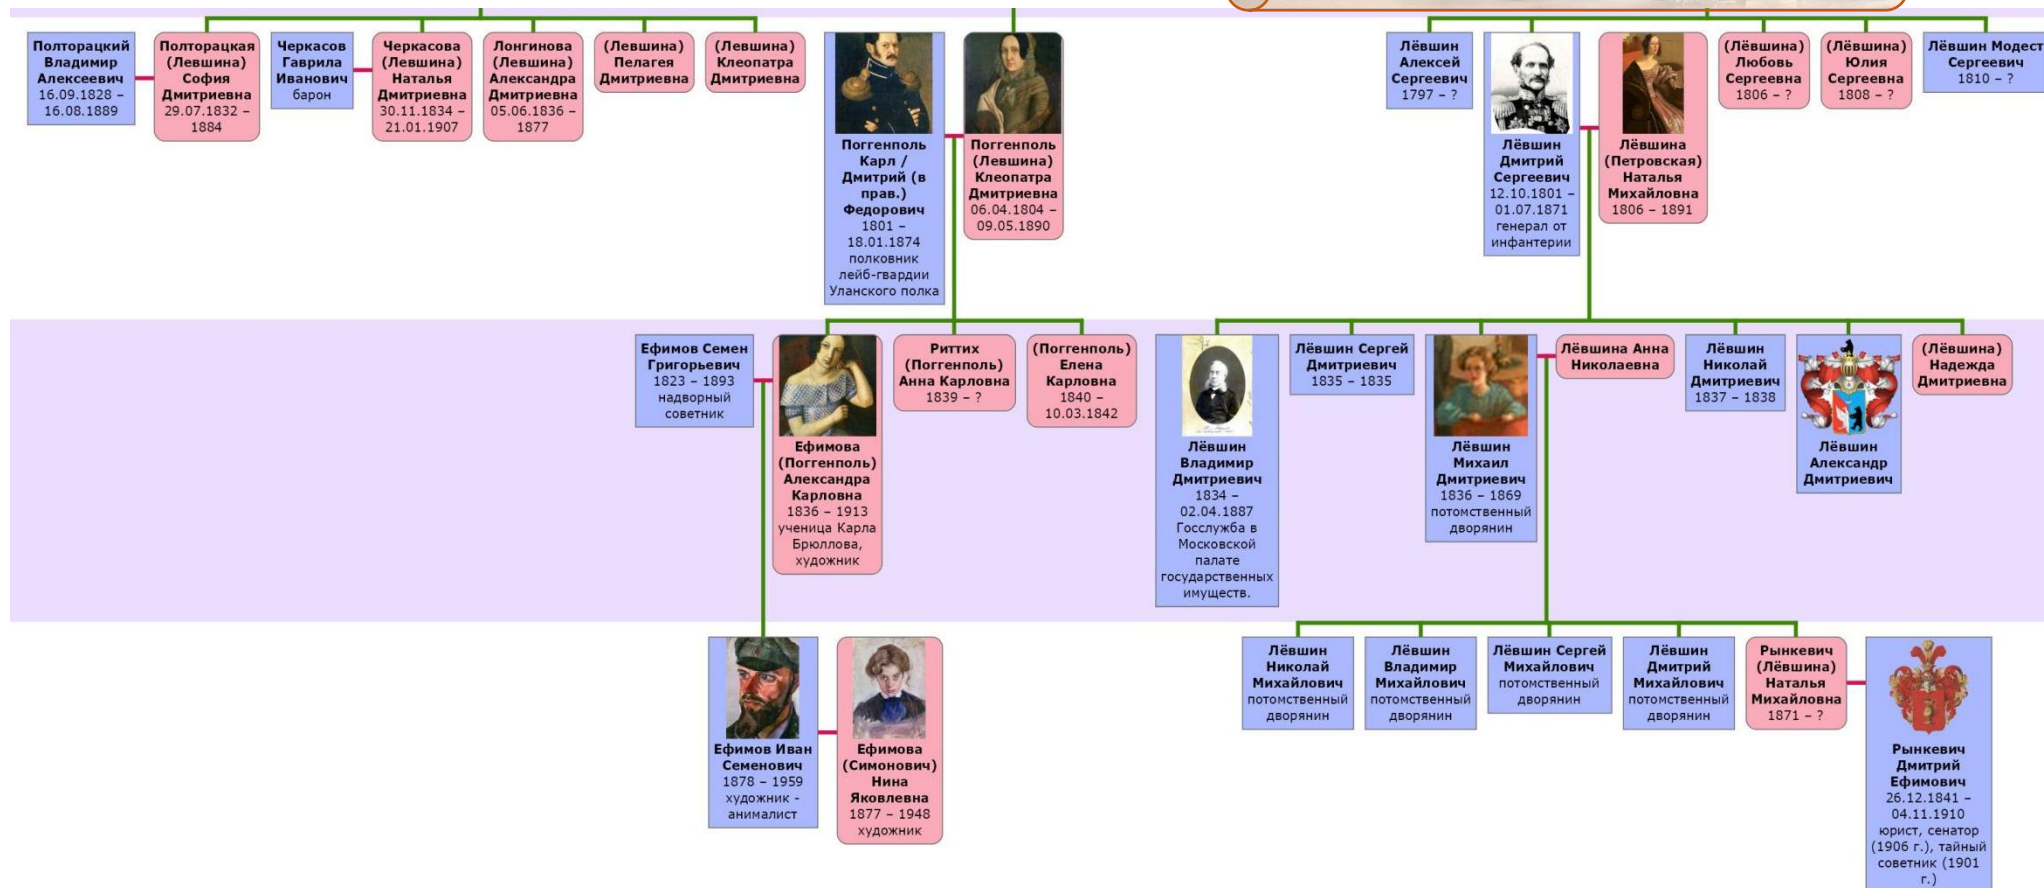 Полторацкий
Владимир
Алексеевич
16.09.1828 –
16.08.1889
Полторацкая
(Левшина)
София
Дмитриевна
29.07.1832 –
1884
Черкасов
Гаврила
Иванович
барон
Черкасова
(Левшина)
Наталья
Дмитриевна
30.11.1834 –
21.01.1907
Лонгинова
(Левшина)
Александра
Дмитриевна
05.06.1836 –
1877
(Левшина)
Пелагея
Дмитриевна
(Левшина)
Клеопатра
Дмитриевна
Поггенполь
Карл /
Дмитрий (в
прав.)
Федорович
1801 –
18.01.1874
полковник
лейб-гвардии
Уланского полка
Поггенполь
(Левшина)
Клеопатра
Дмитриевна
06.04.1804 –
09.05.1890
Лёвшин
Алексей
Сергеевич
1797 – ?
Лёвшин
Дмитрий
Сергеевич
12.10.1801 –
01.07.1871
генерал от
инфантерии
Лёвшина
(Петровская)
Наталья
Михайловна
1806 – 1891
(Лёвшина)
Любовь
Сергеевна
1806 – ?
(Лёвшина)
Юлия
Сергеевна
1808 – ?
Лёвшин Модест
Сергеевич
1810 – ?
Ефимов Семен
Григорьевич
1823 – 1893
надворный
советник
Ефимова
(Поггенполь)
Александра
Карловна
1836 – 1913
ученица Карла
Брюллова,
художник
Риттих
(Поггенполь)
Анна Карловна
1839 – ?
(Поггенполь)
Елена
Карловна
1840 –
10.03.1842
Лёвшин
Владимир
Дмитриевич
1834 –
02.04.1887
Госслужба в
Московской
палате
государственных
имуществ.
Лёвшин Сергей
Дмитриевич
1835 – 1835
Лёвшин
Михаил
Дмитриевич
1836 – 1869
потомственный
дворянин
Лёвшина Анна
Николаевна
Лёвшин
Николай
Дмитриевич
1837 – 1838
Лёвшин
Александр
Дмитриевич
(Лёвшина)
Надежда
Дмитриевна
Ефимов Иван
Семенович
1878 – 1959
художник -
анималист
Ефимова
(Симонович)
Нина
Яковлевна
1877 – 1948
художник
Лёвшин
Николай
Михайлович
потомственный
дворянин
Лёвшин
Владимир
Михайлович
потомственный
дворянин
Лёвшин Сергей
Михайлович
потомственный
дворянин
Лёвшин
Дмитрий
Михайлович
потомственный
дворянин
Рынкевич
(Лёвшина)
Наталья
Михайловна
1871 – ?
Рынкевич
Дмитрий
Ефимович
26.12.1841 –
04.11.1910
юрист, сенатор
(1906 г.), тайный
советник (1901
г.)